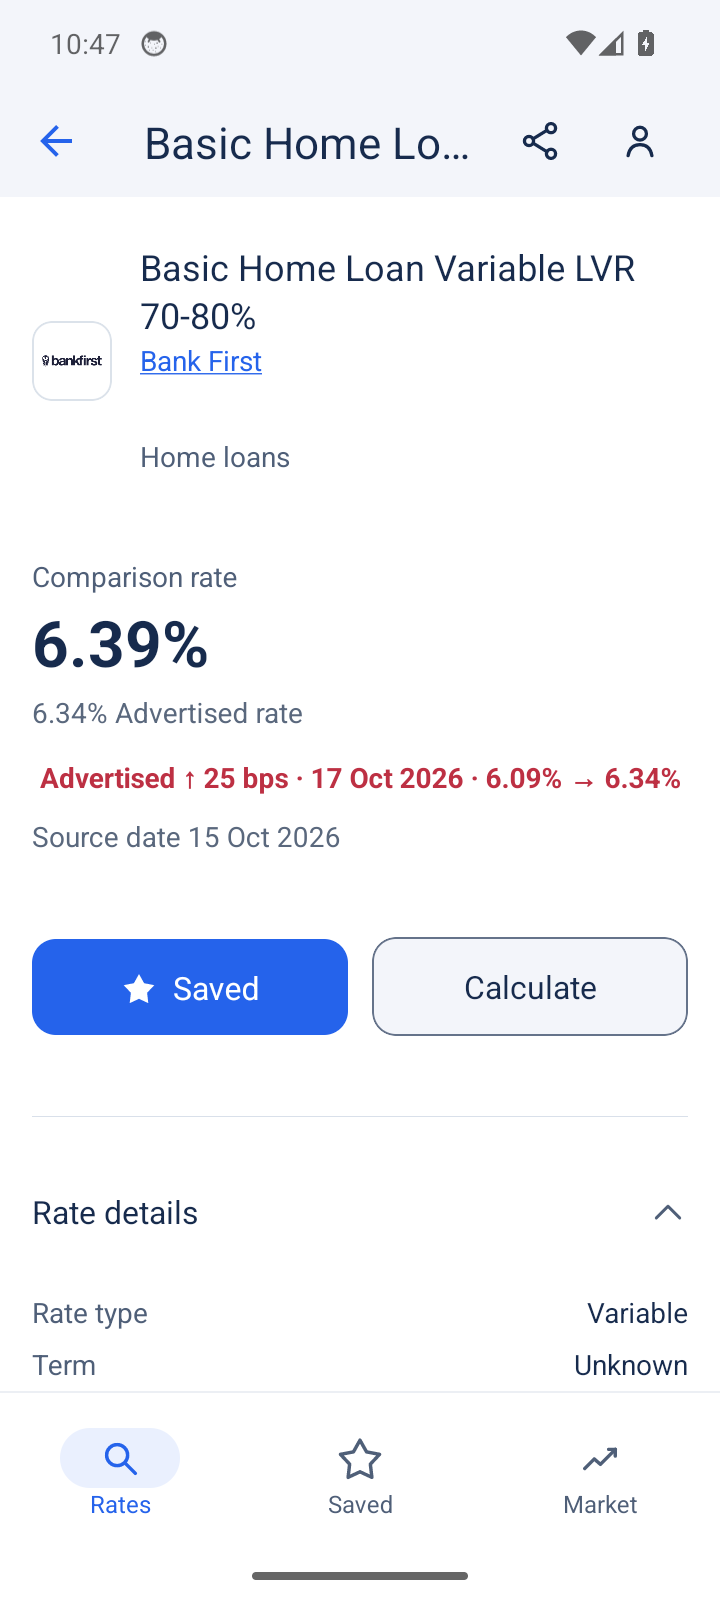 10:47
Basic Home Lo...
Basic Home Loan Variable LVR
70-80%
bankfirst
Bank First
Home loans
Comparison rate
6.39%
6.34% Advertised rate
Advertised ↑ 25 bps · 17 Oct 2026 · 6.09% → 6.34%
Source date 15 Oct 2026
Saved
Calculate
Rate details
Rate type Variable
Term Unknown
Rates Saved Market